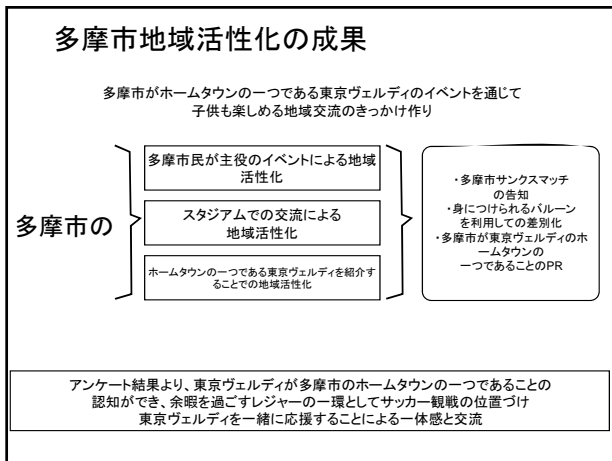 多摩市地域活性化の成果
多摩市がホームタウンの一つである東京ヴェルディのイベントを通じて
子供も楽しめる地域交流のきっかけ作り
多摩市の
多摩市民が主役のイベントによる地域
活性化
スタジアムでの交流による
地域活性化
ホームタウンの一つである東京ヴェルディを紹介す
ることでの地域活性化
・多摩市サンクスマッチ
の告知
・身につけられるバルーン
を利用しての差別化
・多摩市が東京ヴェルディのホ
ームタウンの
一つであることのPR
アンケート結果より、東京ヴェルディが多摩市のホームタウンの一つであることの
認知ができ、余暇を過ごすレジャーの一環としてサッカー観戦の位置づけ
東京ヴェルディを一緒に応援することによる一体感と交流